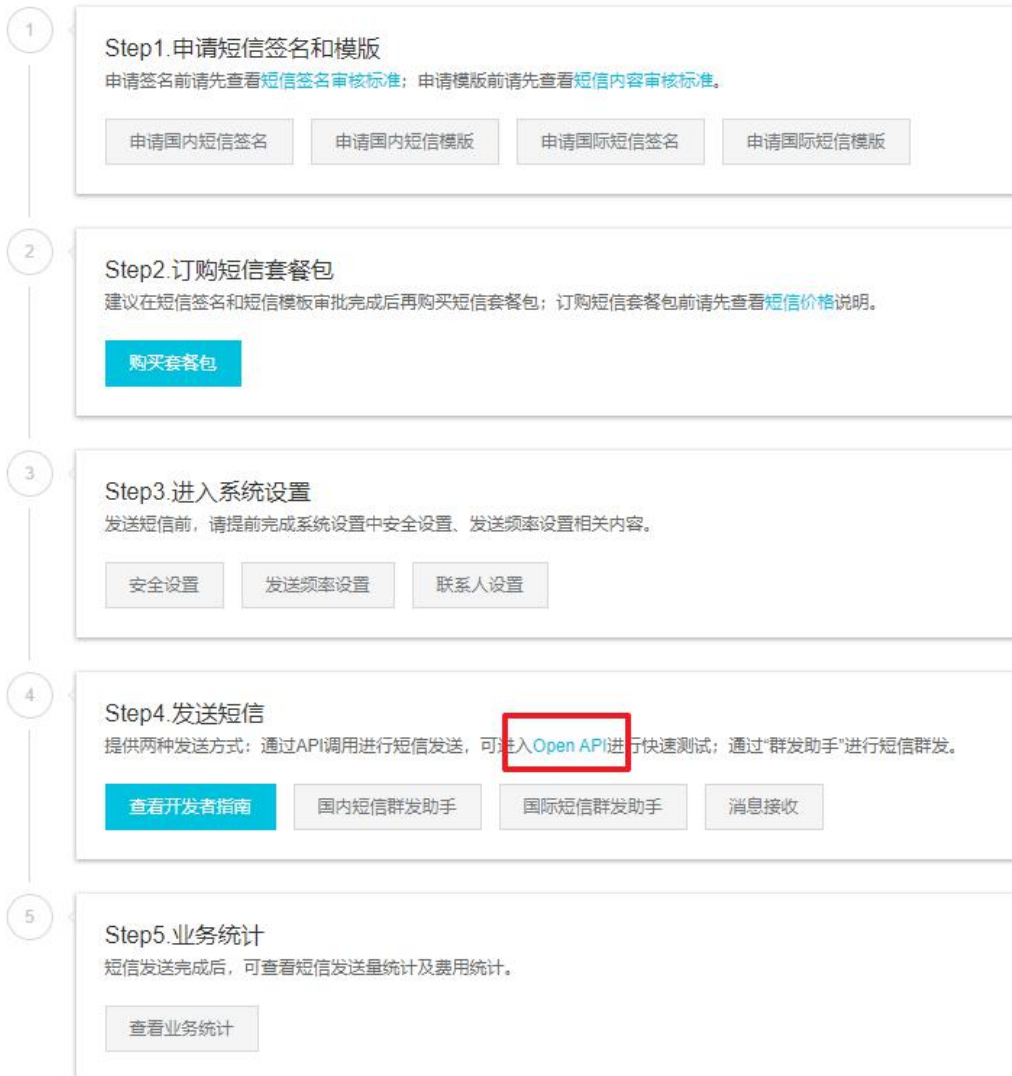 1
Step1.申请短信签名和模版
申请签名前请先查看短信签名审核标准；申请模版前请先查看短信内容审核标准。
申请国内短信签名 申请国内短信模版 申请国际短信签名 申请国际短信模版
2
Step2.订购短信套餐包
建议在短信签名和短信模板审批完成后再购买短信套餐包；订购短信套餐包前请先查看短信价格说明。
购买套餐包
3
Step3.进入系统设置
发送短信前，请提前完成系统设置中安全设置、发送频率设置相关内容。
安全设置 发送频率设置 联系人设置
4
Step4.发送短信
提供两种发送方式：通过API调用进行短信发送，可进入Open API进行快速测试；通过“群发助手”进行短信群发。
查看开发者指南 国内短信群发助手 国际短信群发助手 消息接收
5
Step5.业务统计
短信发送完成后，可查看短信发送量统计及费用统计。
查看业务统计